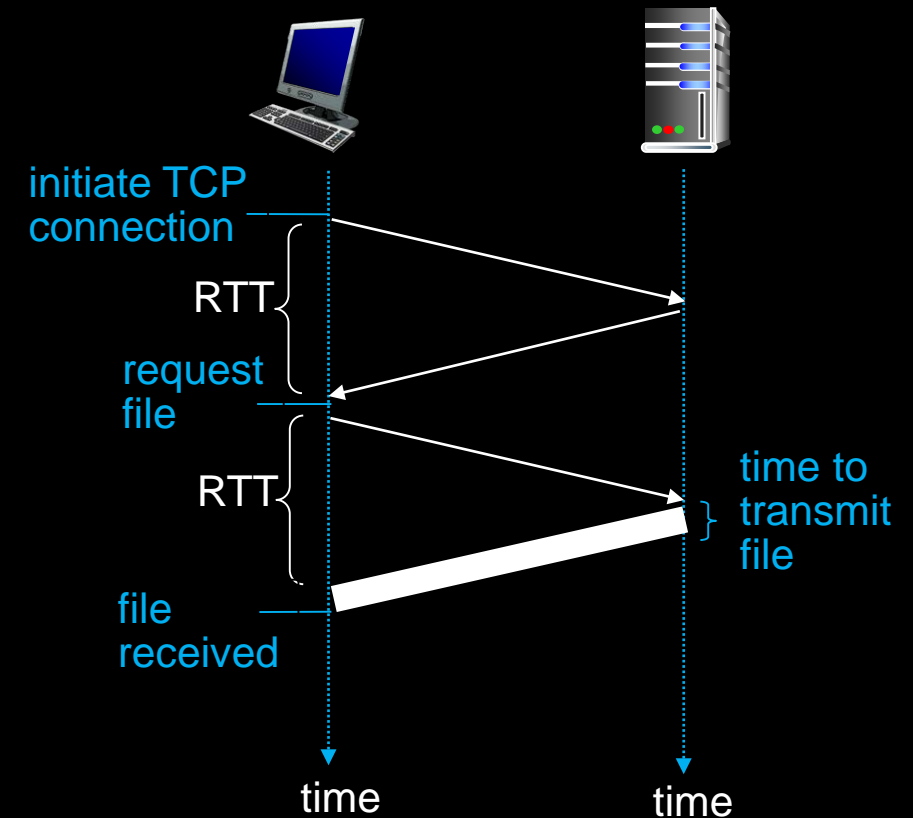 initiate TCP
connection
RTT
request
file
RTT
time to
transmit
file
file
received
time
time